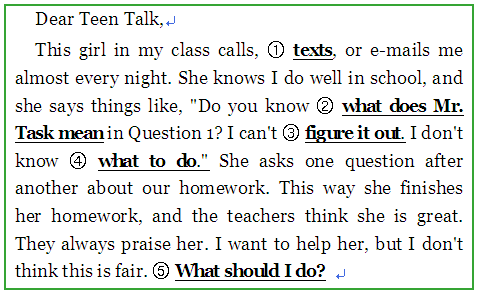 Dear Teen Talk,↵
This girl in my class calls, ① texts, or e-mails me
almost every night. She knows I do well in school, and
she says things like, "Do you know ② what does Mr.
Task mean in Question 1? I can't ③ figure it out. I don't
know ④ what to do." She asks one question after
another about our homework. This way she finishes
her homework, and the teachers think she is great.
They always praise her. I want to help her, but I don't
think this is fair. ⑤ What should I do? ↵